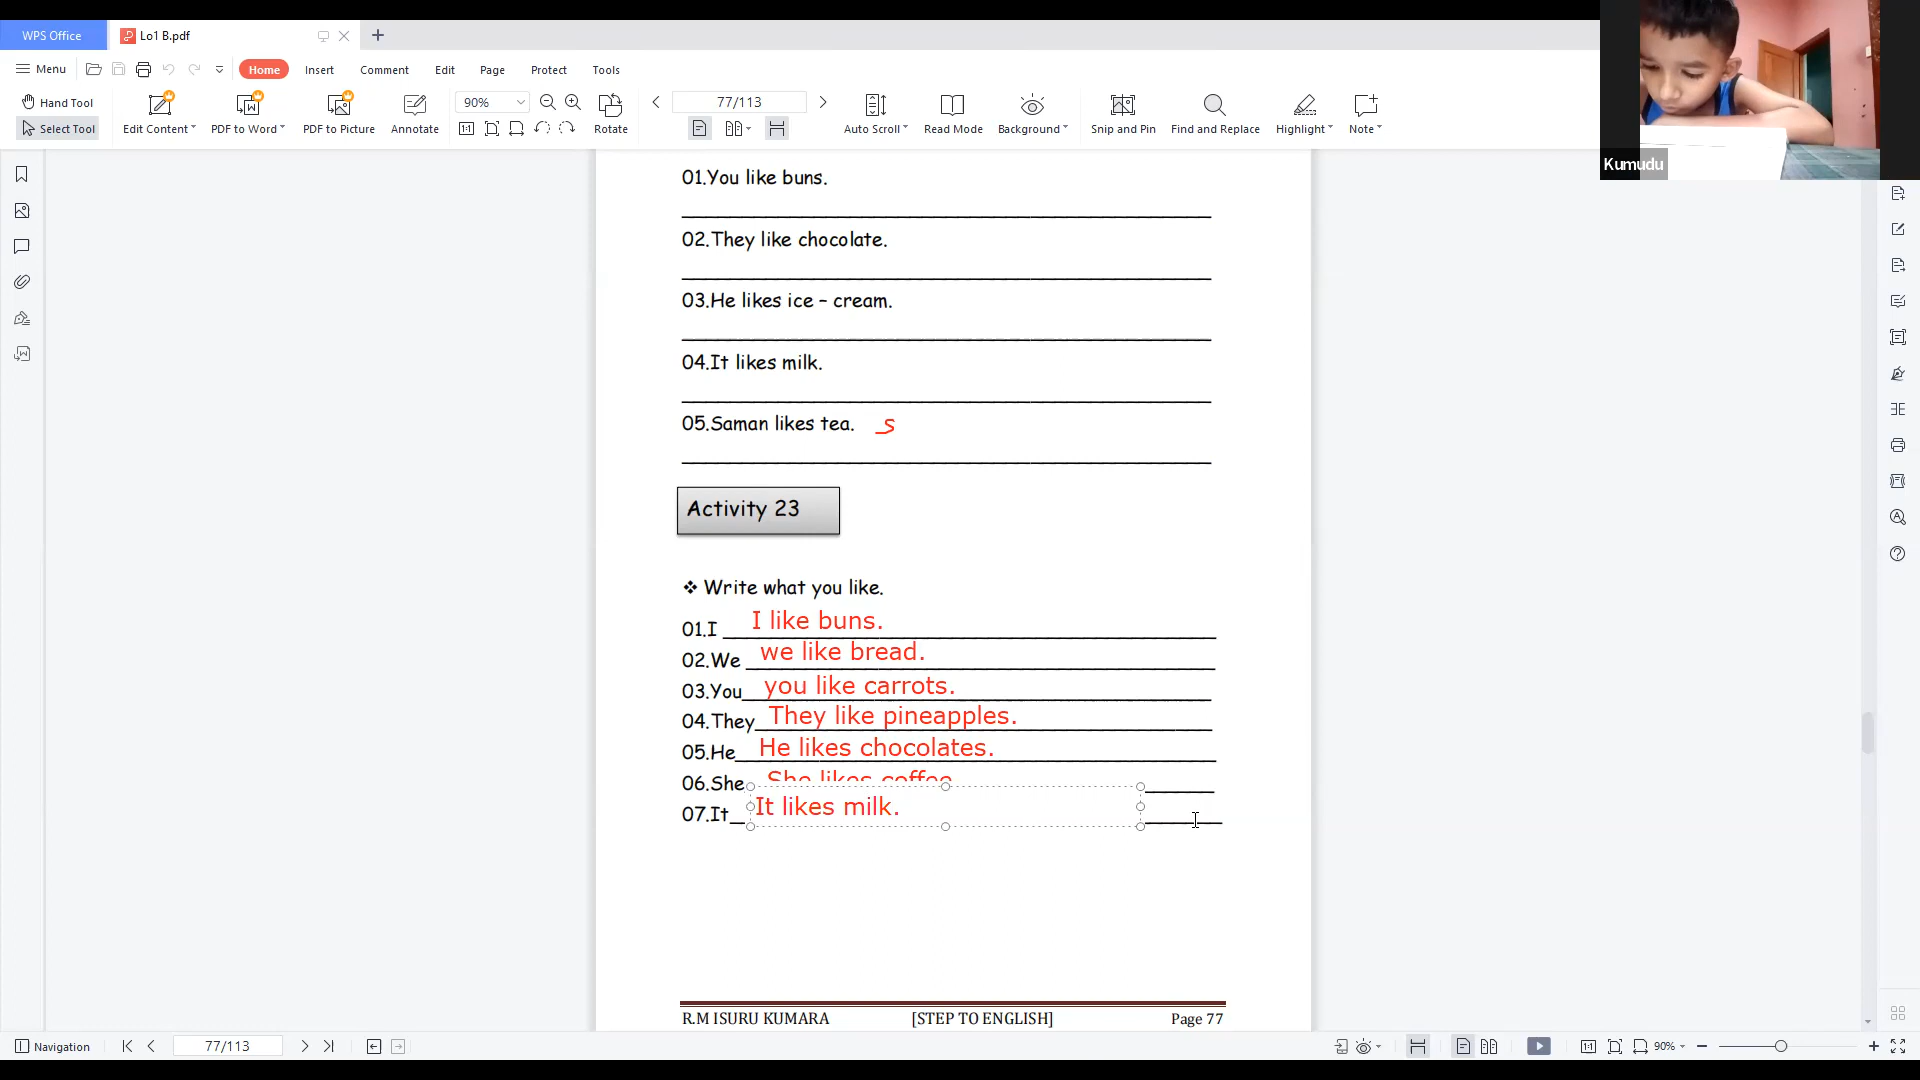 WPS Office
Lo1 B.pdf
Menu
Home Insert Comment Edit Page Protect Tools
Hand Tool
Select Tool
Edit Content PDF to Word PDF to Picture Annotate
90%
Rotate
77/113
Auto Scroll Read Mode Background Snip and Pin Find and Replace Highlight Note
Kumudu
01.You like buns.
02.They like chocolate.
03.He likes ice – cream.
04.It likes milk.
05.Saman likes tea. _s
Activity 23
❖ Write what you like.
01.I I like buns.
02.We we like bread.
03.You you like carrots.
04.They They like pineapples.
05.He He likes chocolates.
06.She She likes coffee
07.It It likes milk.
R.M ISURU KUMARA [STEP TO ENGLISH] Page 77
Navigation 77/113 90%